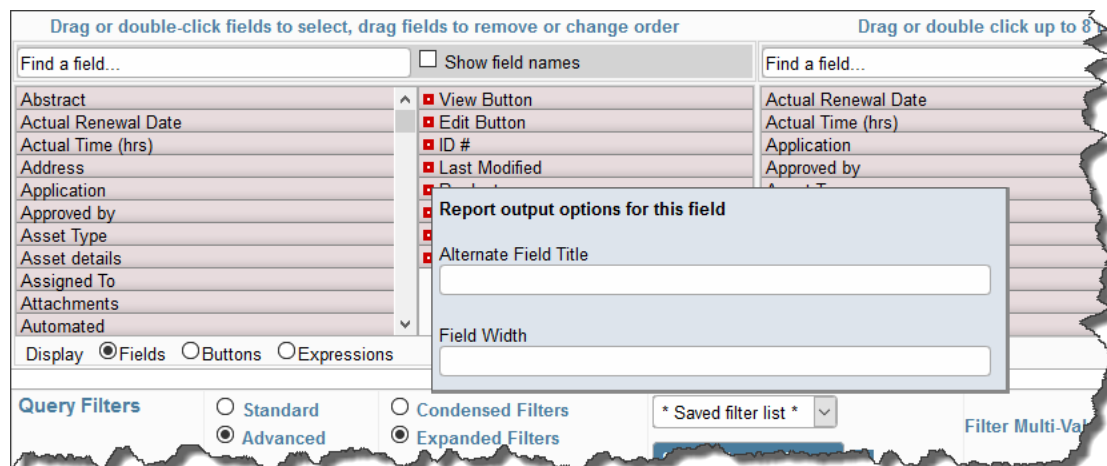 Drag or double-click fields to select, drag fields to remove or change order
Drag or double click up to 8
Find a field...
Show field names
Find a field...
Abstract
Actual Renewal Date
Actual Time (hrs)
Address
Application
Approved by
Asset Type
Asset details
Assigned To
Attachments
Automated
View Button
Edit Button
ID #
Last Modified
Actual Renewal Date
Actual Time (hrs)
Application
Approved by
Report output options for this field
Alternate Field Title
Field Width
Display Fields Buttons Expressions
Query Filters
Standard
Advanced
Condensed Filters
Expanded Filters
* Saved filter list *
Filter Multi-Val